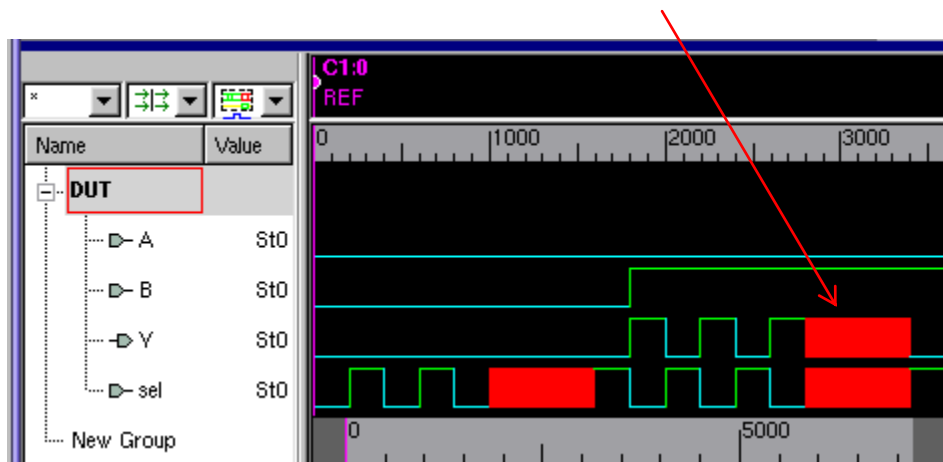 C1:0
REF
*
Name Value
0 1000 2000 3000
DUT
A St0
B St0
Y St0
sel St0
New Group
0 5000